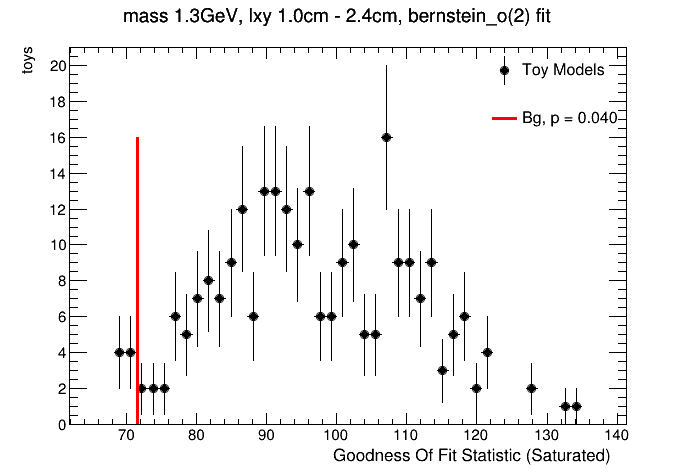 mass 1.3GeV, lxy 1.0cm - 2.4cm, bernstein_o(2) fit
toys
20
18
16
14
12
10
8
6
4
2
0
Toy Models
Bg, p = 0.040
70 80 90 100 110 120 130 140
Goodness Of Fit Statistic (Saturated)